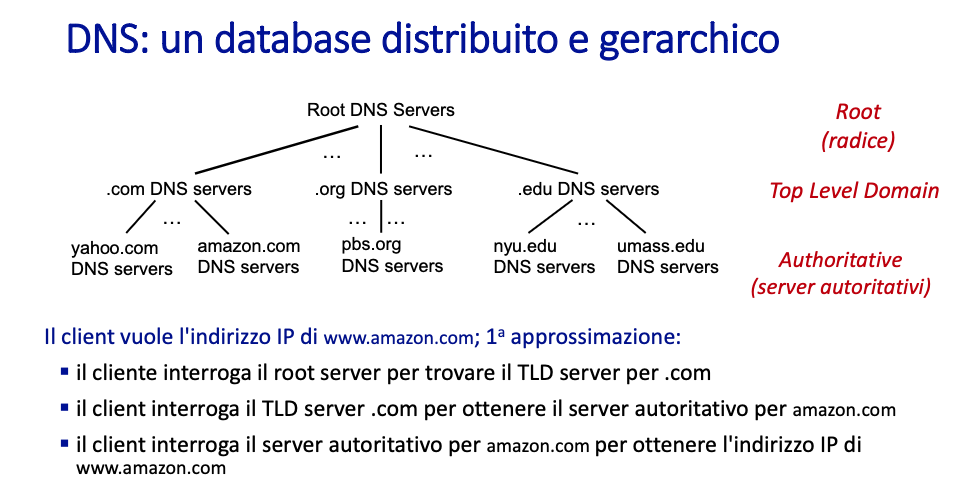 DNS: un database distribuito e gerarchico
Root DNS Servers
Root
(radice)
... ...
.com DNS servers .org DNS servers .edu DNS servers Top Level Domain
... ... ... ...
yahoo.com amazon.com pbs.org nyu.edu umass.edu
DNS servers DNS servers DNS servers DNS servers DNS servers
Authoritative
(server autoritativi)
Il client vuole l'indirizzo IP di www.amazon.com; 1ª approssimazione:
▪ il cliente interroga il root server per trovare il TLD server per .com
▪ il client interroga il TLD server .com per ottenere il server autoritativo per amazon.com
▪ il client interroga il server autoritativo per amazon.com per ottenere l'indirizzo IP di
www.amazon.com